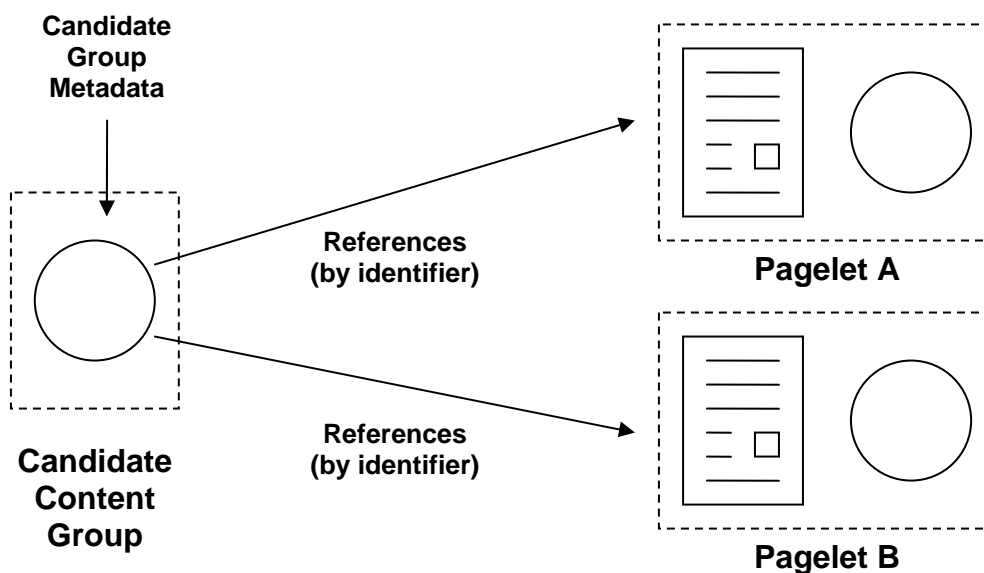 Candidate
Group
Metadata
References
(by identifier)
Pagelet A
References
(by identifier)
Candidate
Content
Group
Pagelet B